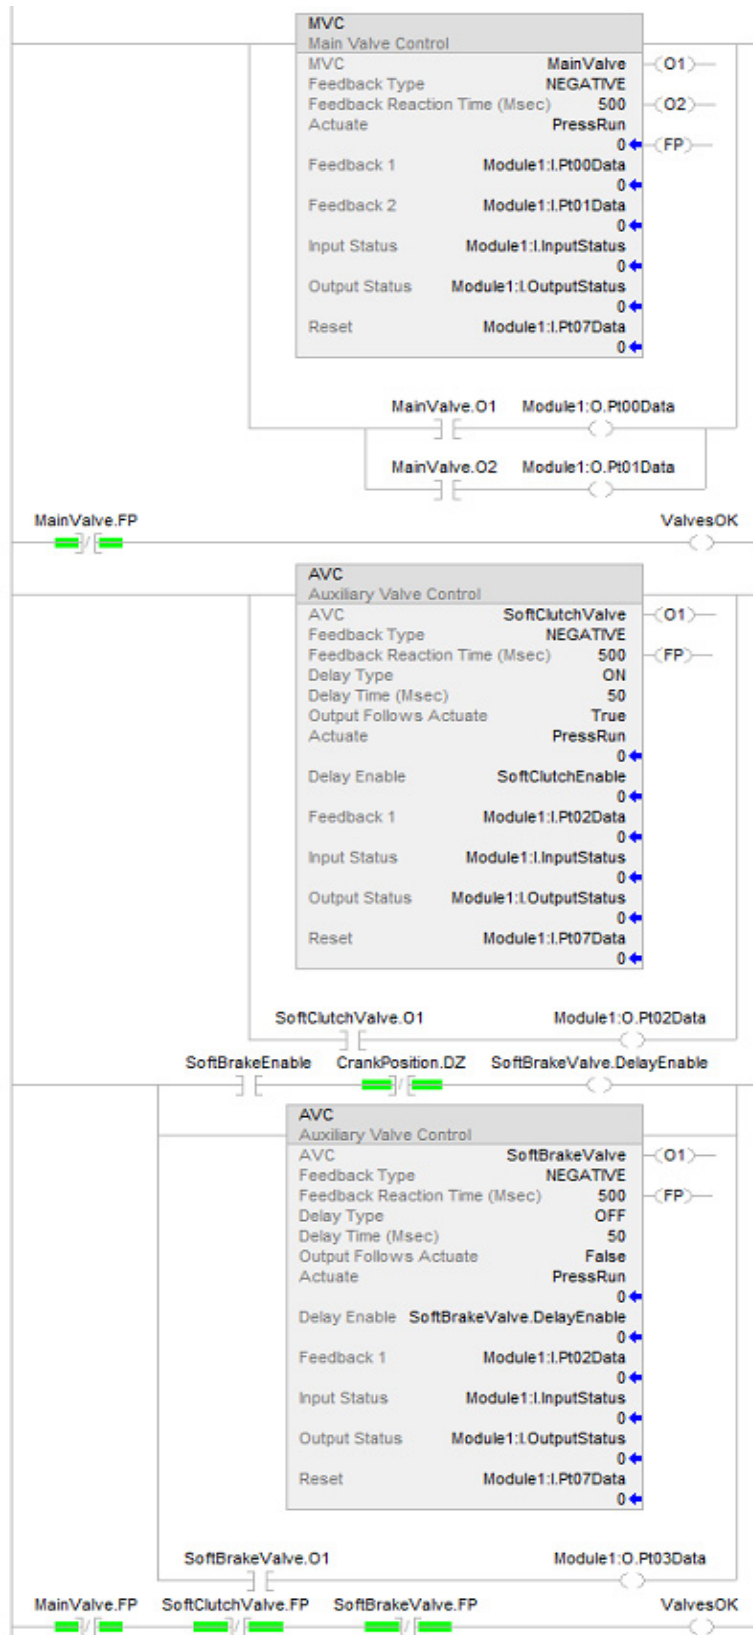 MVC
Main Valve Control
MVC MainValve (O1)
Feedback Type NEGATIVE
Feedback Reaction Time (Msec) 500 (O2)
Actuate PressRun
0 (FP)
Feedback 1 Module1:I.Pt00Data
0
Feedback 2 Module1:I.Pt01Data
0
Input Status Module1:I.InputStatus
0
Output Status Module1:I.OutputStatus
0
Reset Module1:I.Pt07Data
0
MainValve.O1 Module1:O.Pt00Data
MainValve.O2 Module1:O.Pt01Data
MainValve.FP ValvesOK
AVC
Auxiliary Valve Control
AVC SoftClutchValve (O1)
Feedback Type NEGATIVE
Feedback Reaction Time (Msec) 500 (FP)
Delay Type ON
Delay Time (Msec) 50
Output Follows Actuate True
Actuate PressRun
0
Delay Enable SoftClutchEnable
0
Feedback 1 Module1:I.Pt02Data
0
Input Status Module1:I.InputStatus
0
Output Status Module1:I.OutputStatus
0
Reset Module1:I.Pt07Data
0
SoftClutchValve.O1 Module1:O.Pt02Data
SoftBrakeEnable CrankPosition.DZ SoftBrakeValve.DelayEnable
AVC
Auxiliary Valve Control
AVC SoftBrakeValve (O1)
Feedback Type NEGATIVE
Feedback Reaction Time (Msec) 500 (FP)
Delay Type OFF
Delay Time (Msec) 50
Output Follows Actuate False
Actuate PressRun
0
Delay Enable SoftBrakeValve.DelayEnable
0
Feedback 1 Module1:I.Pt02Data
0
Input Status Module1:I.InputStatus
0
Output Status Module1:I.OutputStatus
0
Reset Module1:I.Pt07Data
0
SoftBrakeValve.O1 Module1:O.Pt03Data
MainValve.FP SoftClutchValve.FP SoftBrakeValve.FP ValvesOK